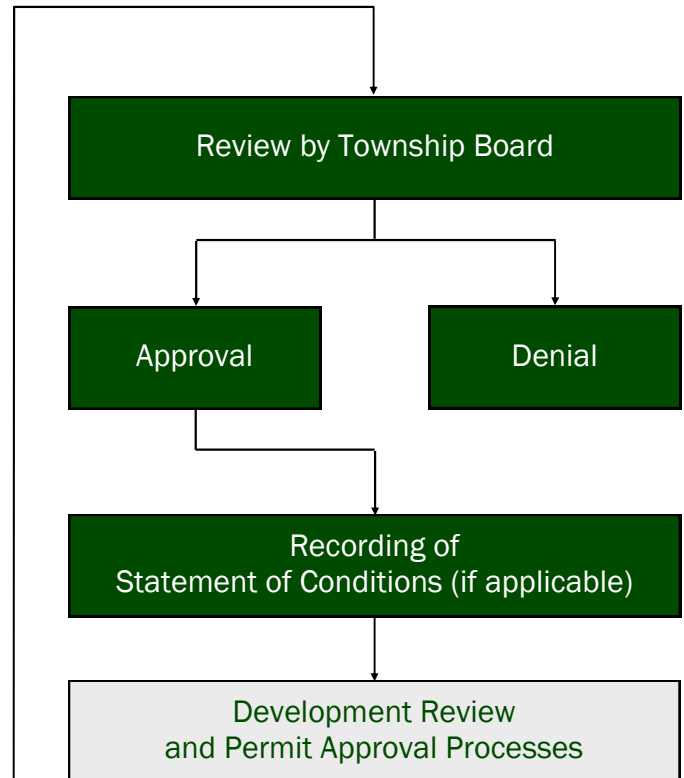 Review by Township Board
Approval
Denial
Recording of
Statement of Conditions (if applicable)
Development Review
and Permit Approval Processes